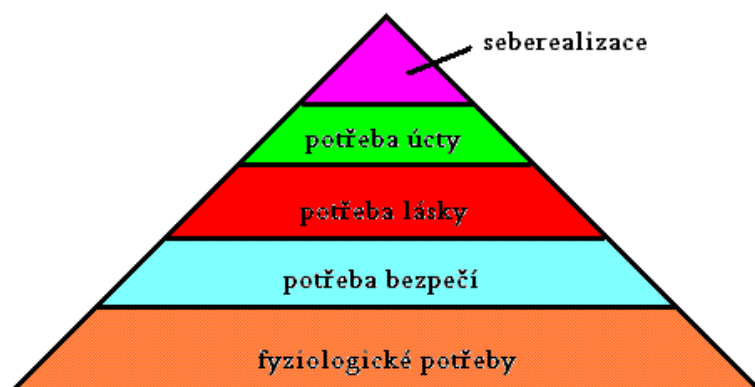 seberealizace
potřeba úcty
potřeba lásky
potřeba bezpečí
fyziologické potřeby